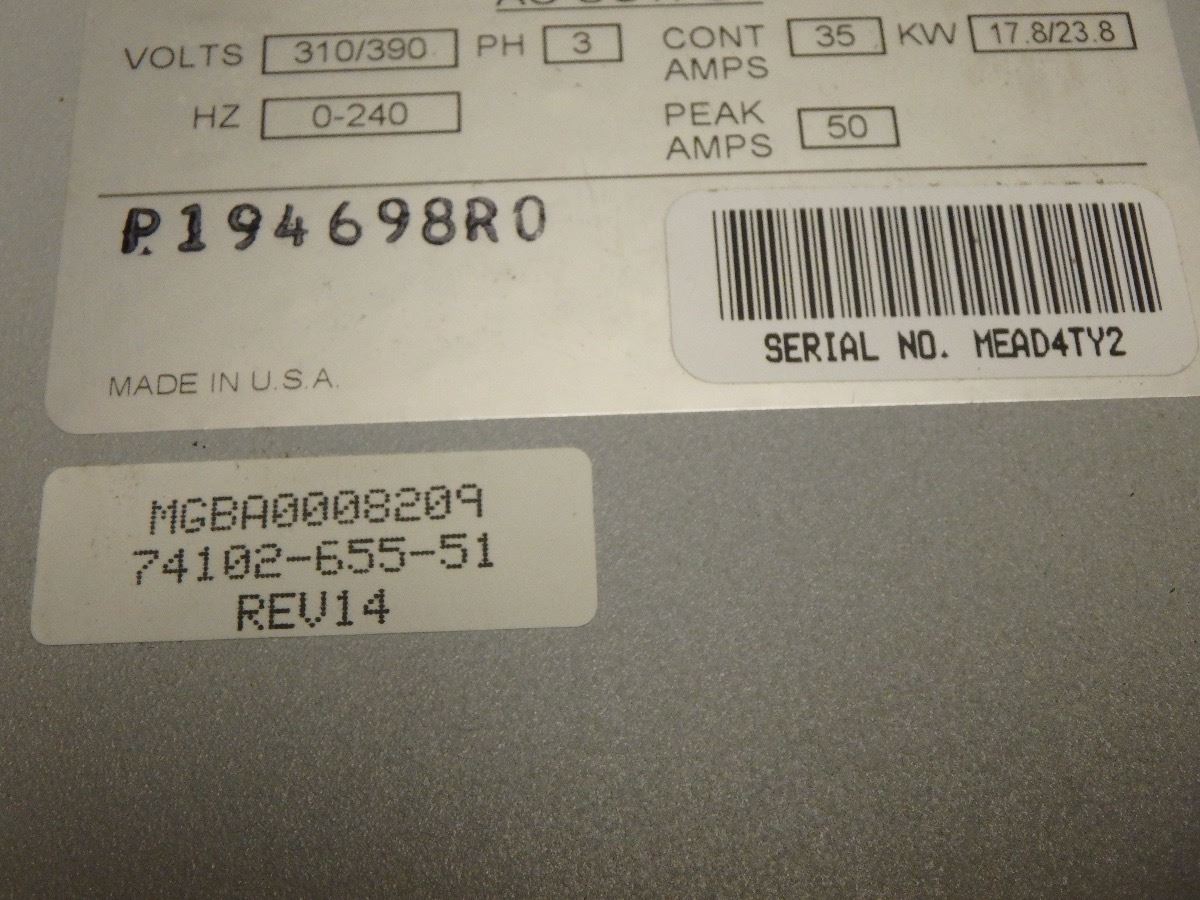 VOLTS 310/390 PH 3 CONT AMPS 35 KW 17.8/23.8
HZ 0-240 PEAK AMPS 50
P194698R0
SERIAL NO. MEAD4TY2
MADE IN U.S.A.
MGBA0008209
74102-655-51
REV14